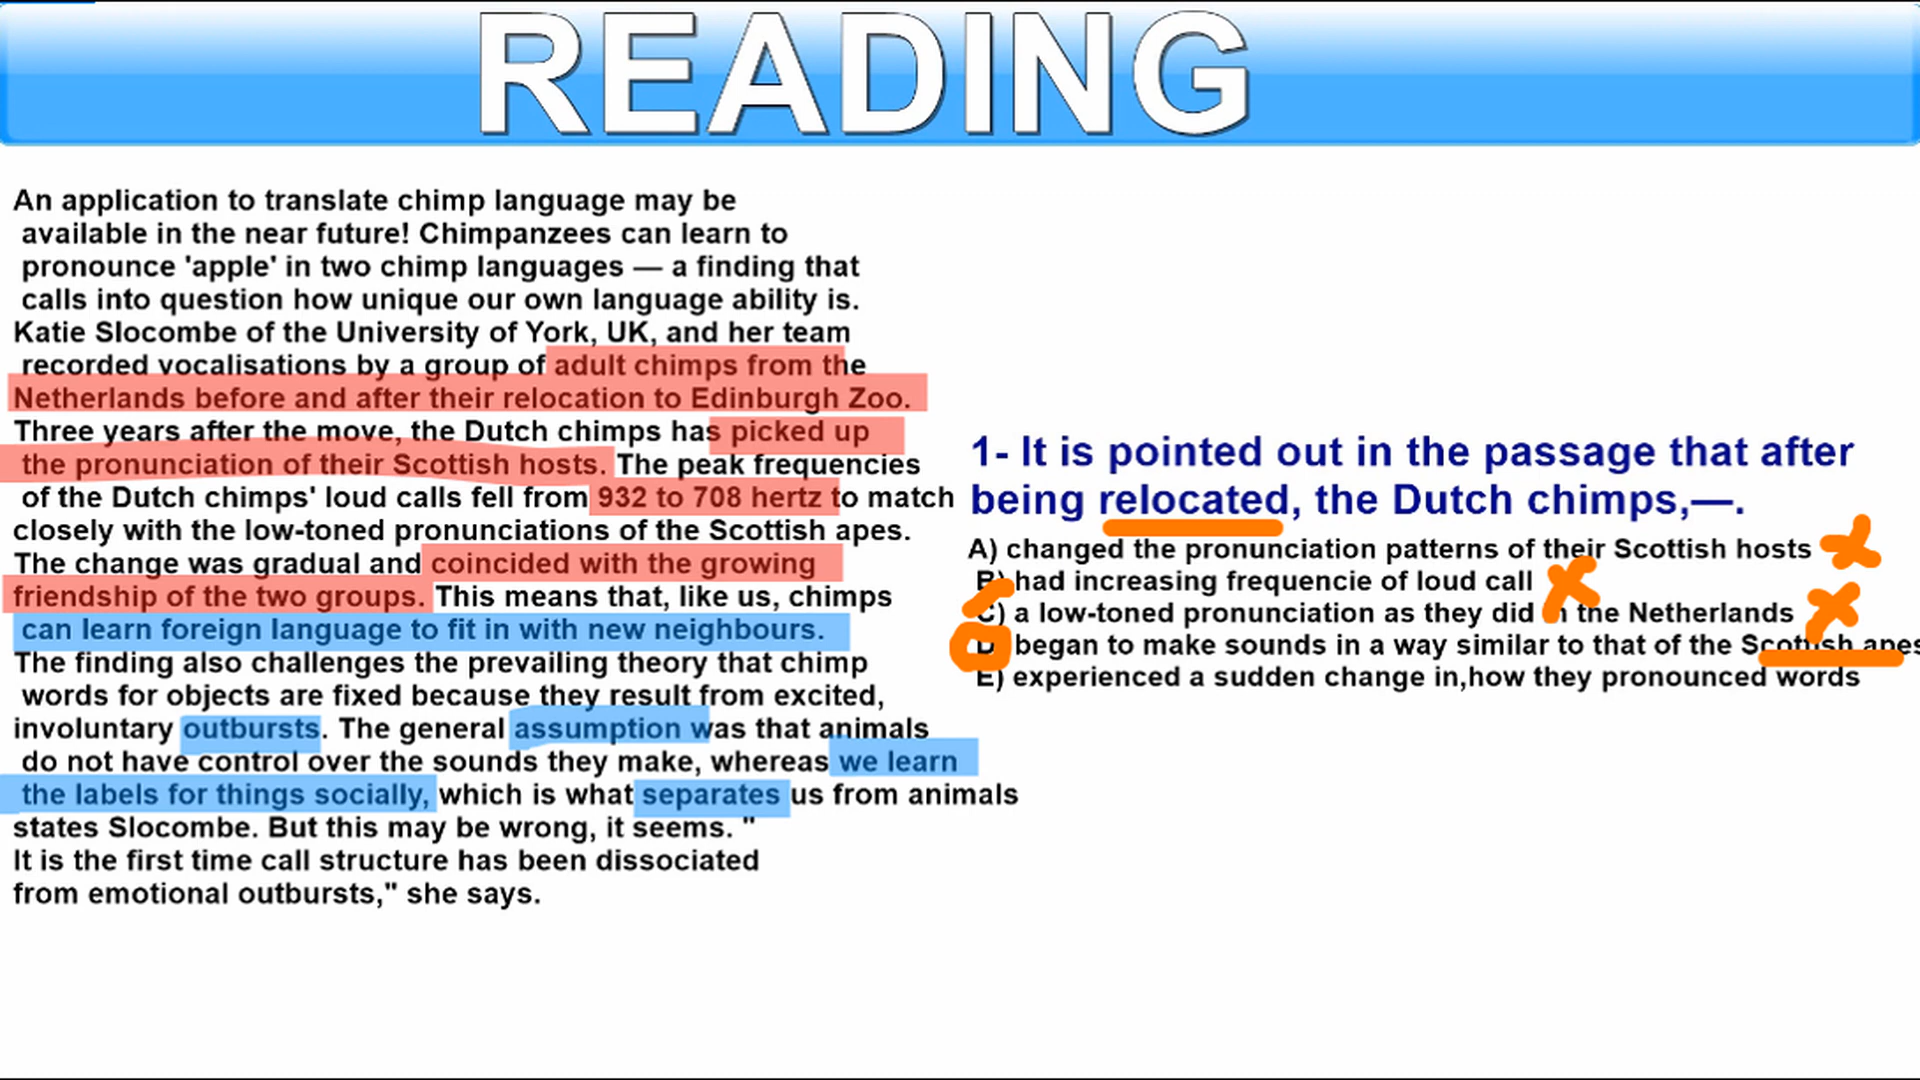 READING
An application to translate chimp language may be
available in the near future! Chimpanzees can learn to
pronounce 'apple' in two chimp languages — a finding that
calls into question how unique our own language ability is.
Katie Slocombe of the University of York, UK, and her team
recorded vocalisations by a group of adult chimps from the
Netherlands before and after their relocation to Edinburgh Zoo.
Three years after the move, the Dutch chimps has picked up
the pronunciation of their Scottish hosts. The peak frequencies
of the Dutch chimps' loud calls fell from 932 to 708 hertz to match
closely with the low-toned pronunciations of the Scottish apes.
The change was gradual and coincided with the growing
friendship of the two groups. This means that, like us, chimps
can learn foreign language to fit in with new neighbours.
The finding also challenges the prevailing theory that chimp
words for objects are fixed because they result from excited,
involuntary outbursts. The general assumption was that animals
do not have control over the sounds they make, whereas we learn
the labels for things socially, which is what separates us from animals
states Slocombe. But this may be wrong, it seems. "
It is the first time call structure has been dissociated
from emotional outbursts," she says.
1- It is pointed out in the passage that after
being relocated, the Dutch chimps,—.
A) changed the pronunciation patterns of their Scottish hosts
B) had increasing frequencie of loud call
C) a low-toned pronunciation as they did in the Netherlands
D began to make sounds in a way similar to that of the Scottish apes
E) experienced a sudden change in,how they pronounced words